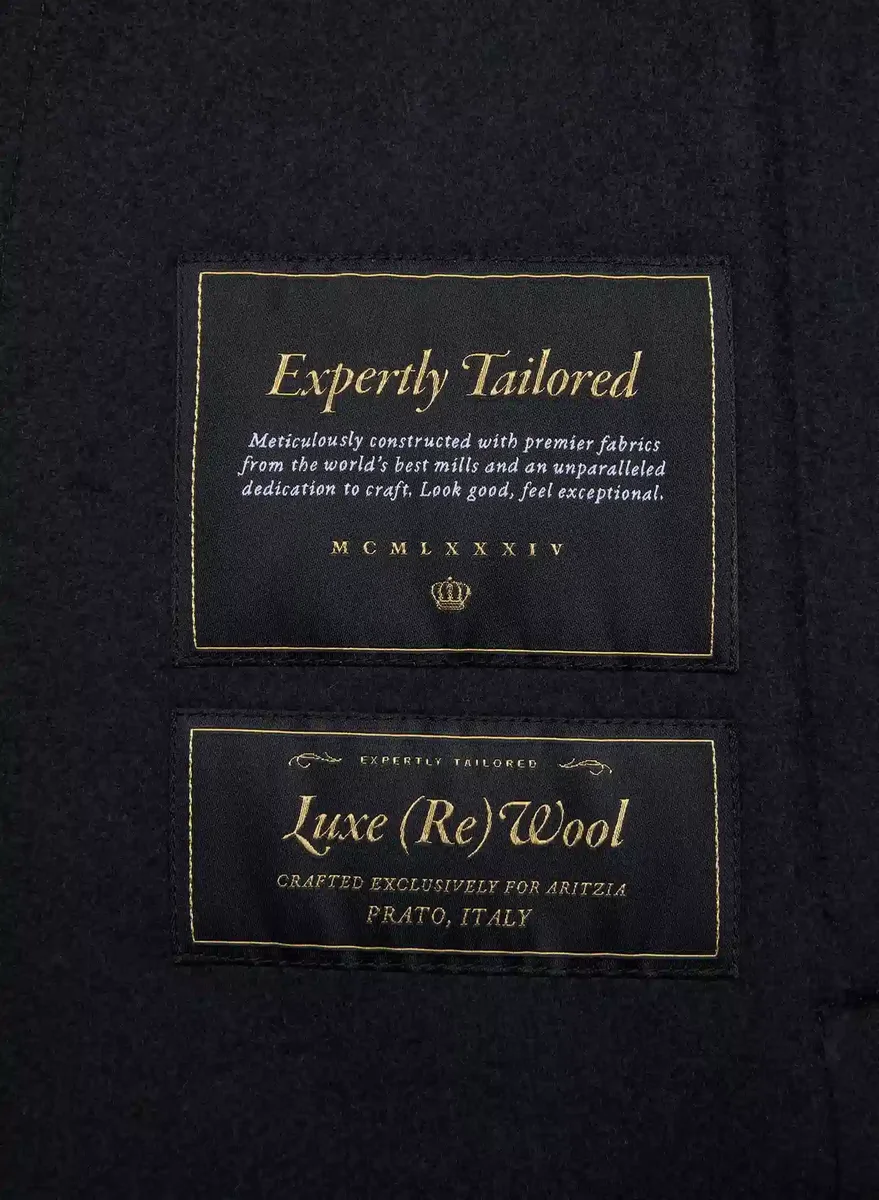 Expertly Tailored
Meticulously constructed with premier fabrics
from the world's best mills and an unparalleled
dedication to craft. Look good, feel exceptional.
MCMLXXXIV
EXPERTLY TAILORED
Luxe (Re)Wool
CRAFTED EXCLUSIVELY FOR ARITZIA
PRATO, ITALY